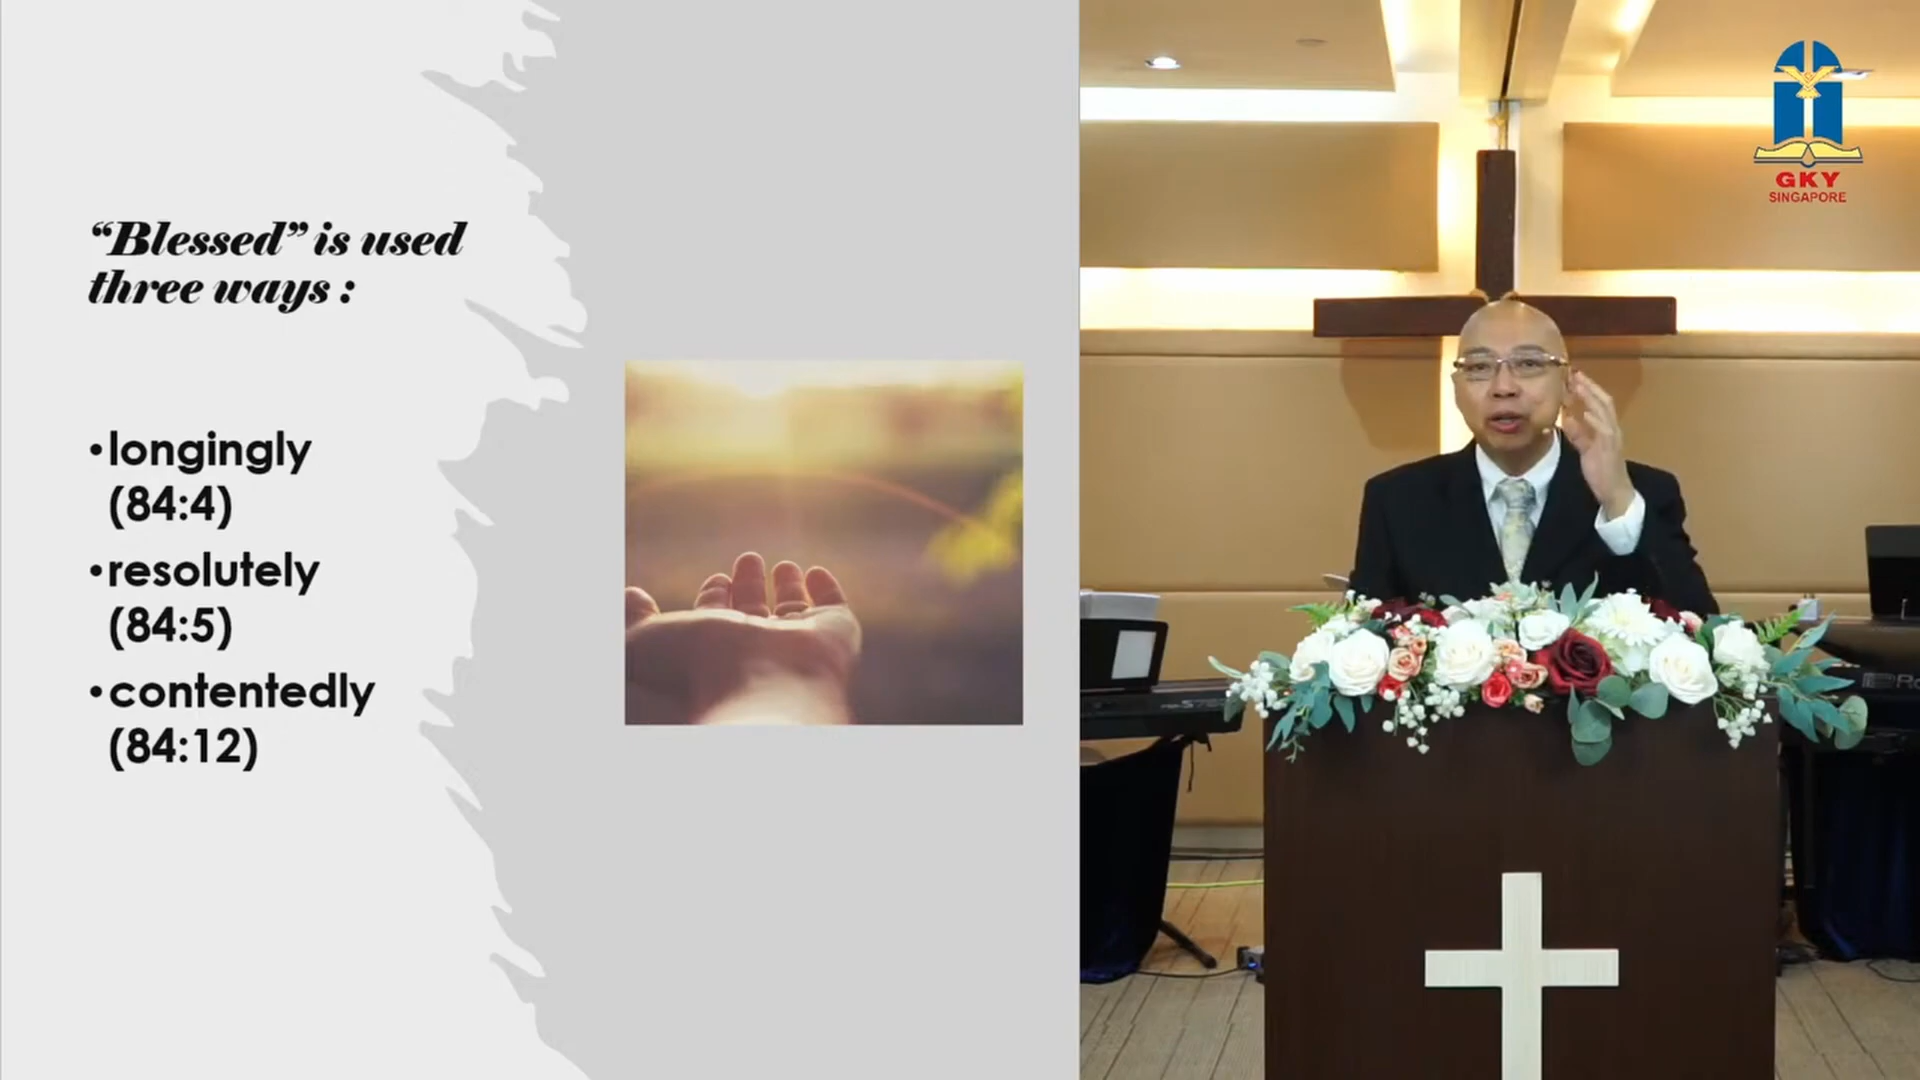 “Blessed” is used
three ways :
•longingly
(84:4)
•resolutely
(84:5)
•contentedly
(84:12)
GKY
SINGAPORE